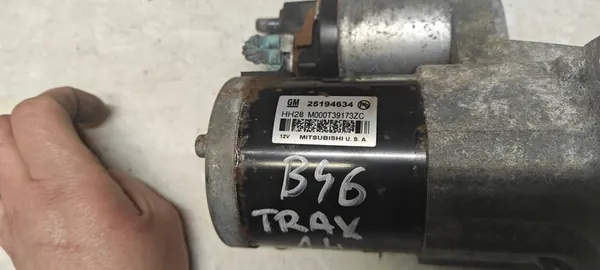 GM 25194634
HH28 M000T39173ZC
12V MITSUBISHI U. S. A.
B46
TRAX